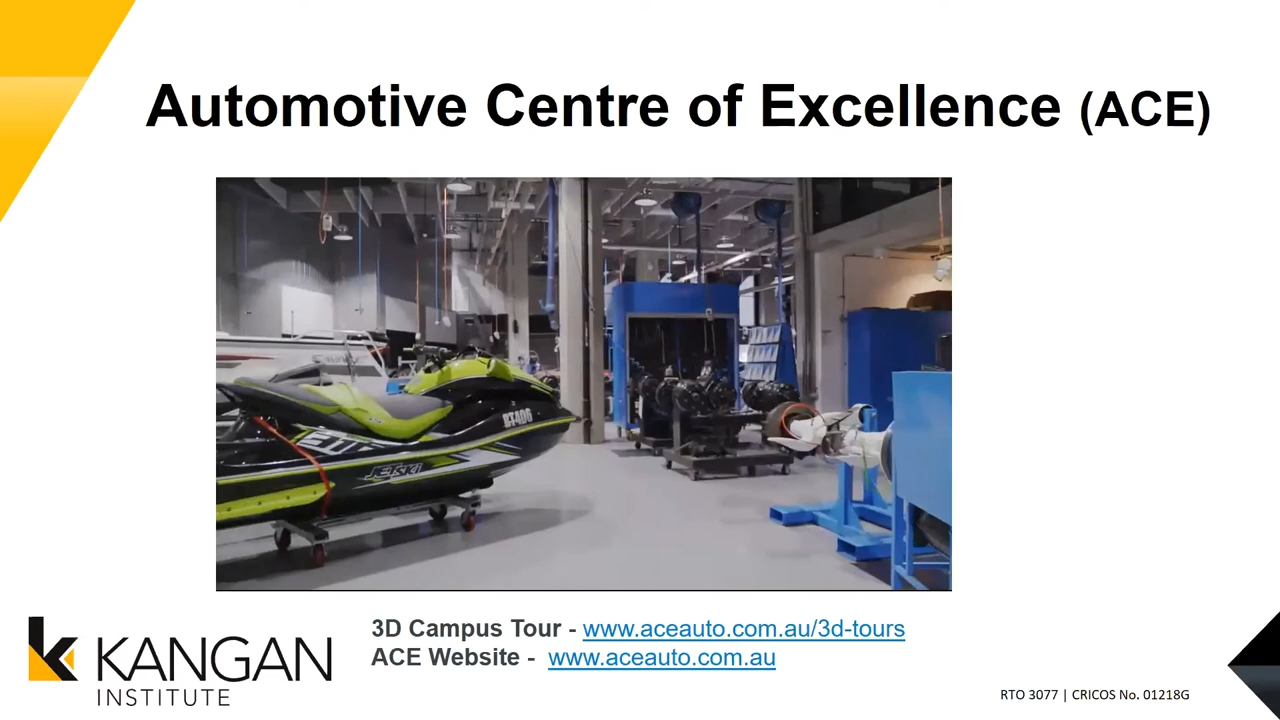 Automotive Centre of Excellence (ACE)
JETSKI
3D Campus Tour - www.aceauto.com.au/3d-tours
ACE Website - www.aceauto.com.au
KANGAN
INSTITUTE
RTO 3077 | CRICOS No. 01218G